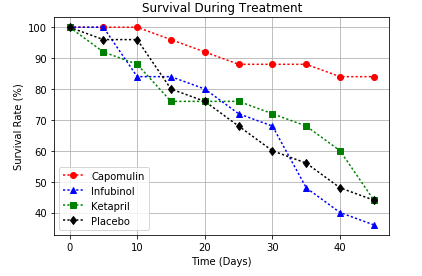 Survival During Treatment
Survival Rate (%)
100
90
80
70
60
50
40
Capomulin
Infubinol
Ketapril
Placebo
0 10 20 30 40
Time (Days)